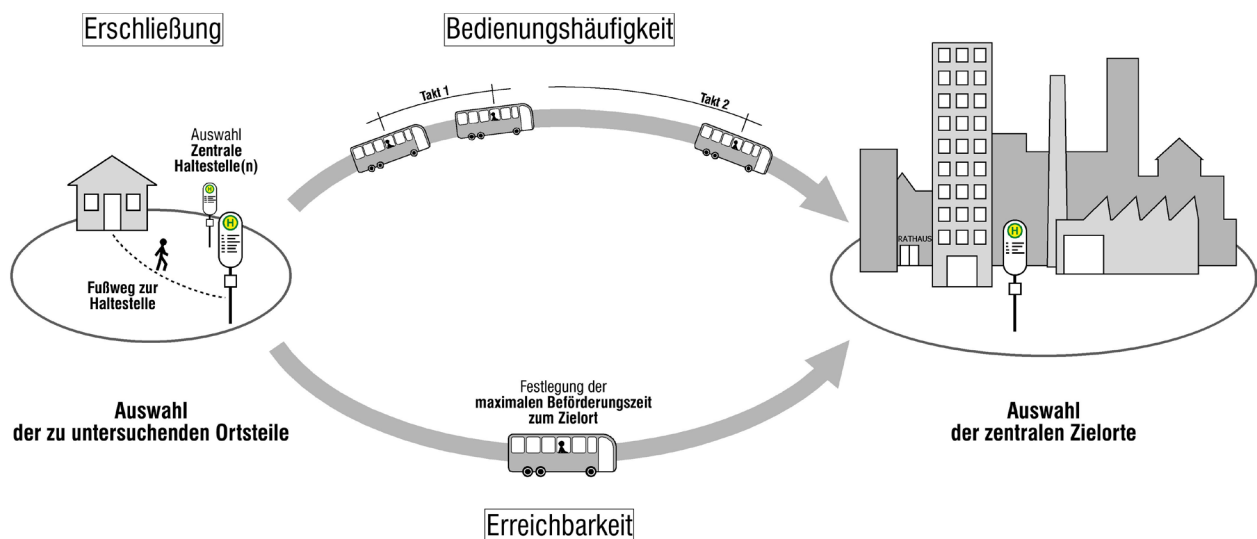 Erschließung
Bedienungshäufigkeit
Takt 1
Takt 2
Auswahl
Zentrale
Haltestelle(n)
H
H
Fußweg zur
Haltestelle
RATHAUS
H
Festlegung der
maximalen Beförderungszeit
zum Zielort
Auswahl
der zu untersuchenden Ortsteile
Auswahl
der zentralen Zielorte
Erreichbarkeit